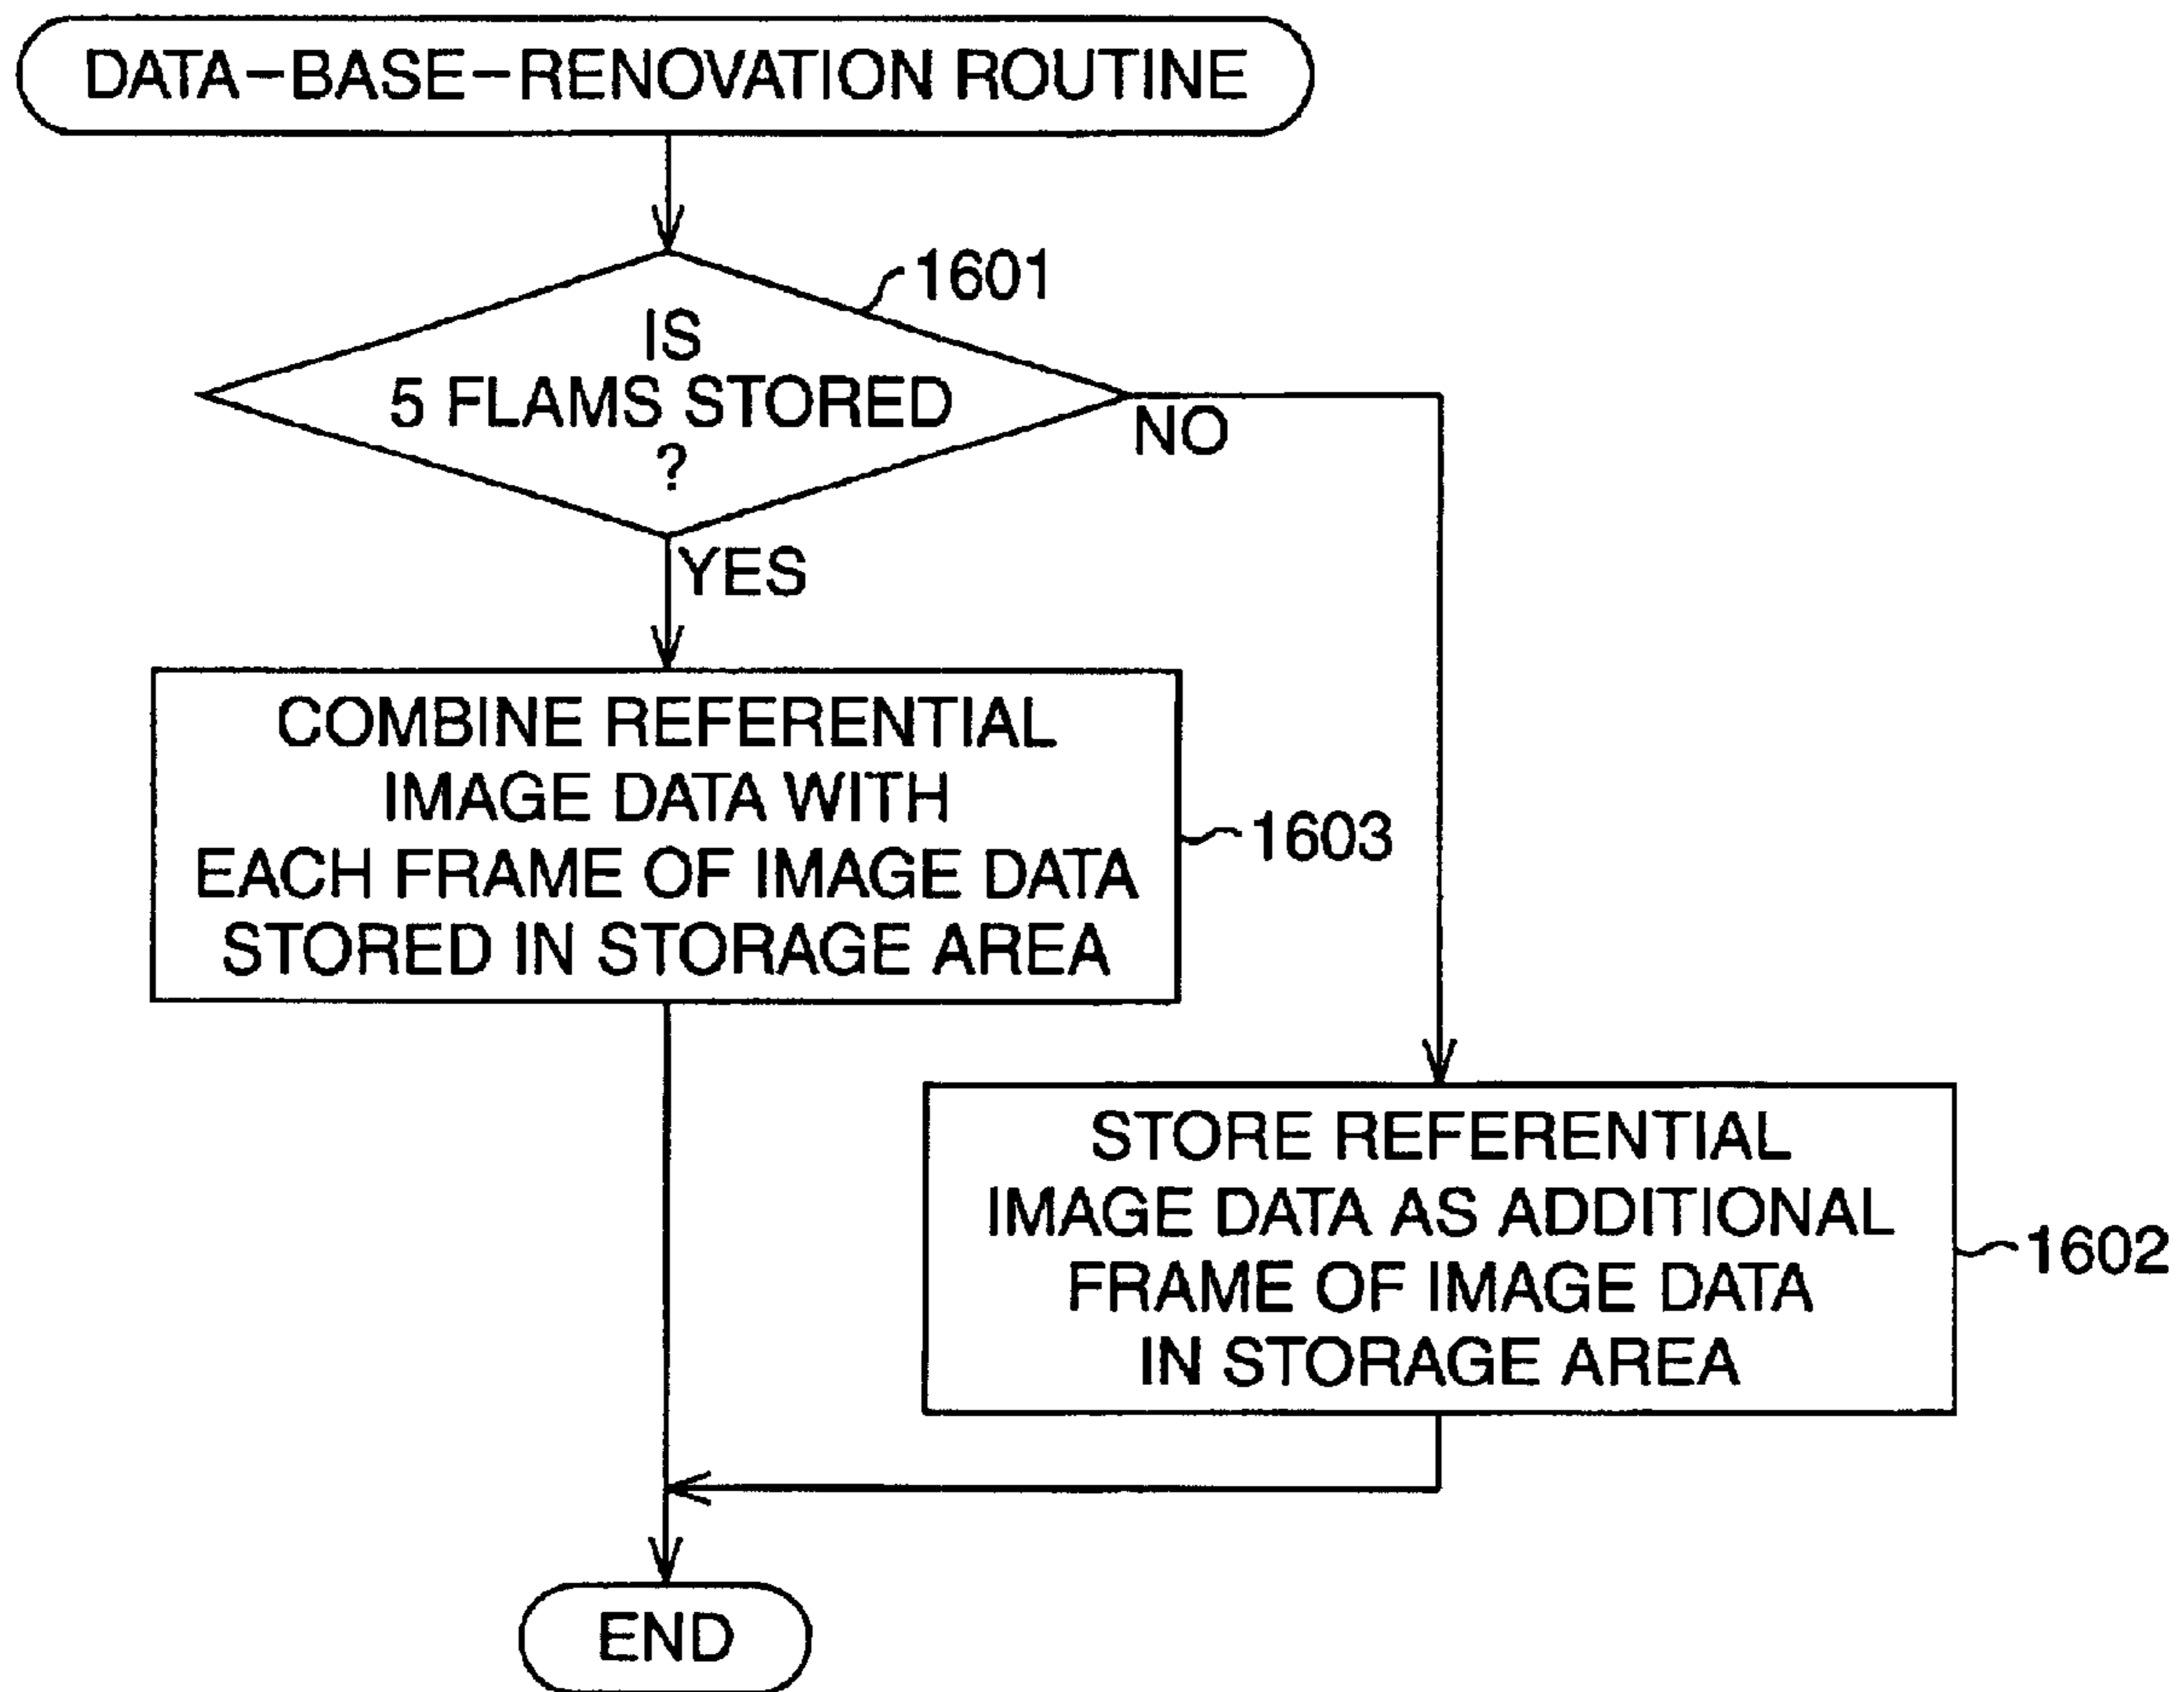 DATA-BASE-RENOVATION ROUTINE
1601
IS
5 FLAMS STORED
?
NO
YES
COMBINE REFERENTIAL
IMAGE DATA WITH
EACH FRAME OF IMAGE DATA
STORED IN STORAGE AREA
1603
STORE REFERENTIAL
IMAGE DATA AS ADDITIONAL
FRAME OF IMAGE DATA
IN STORAGE AREA
1602
END